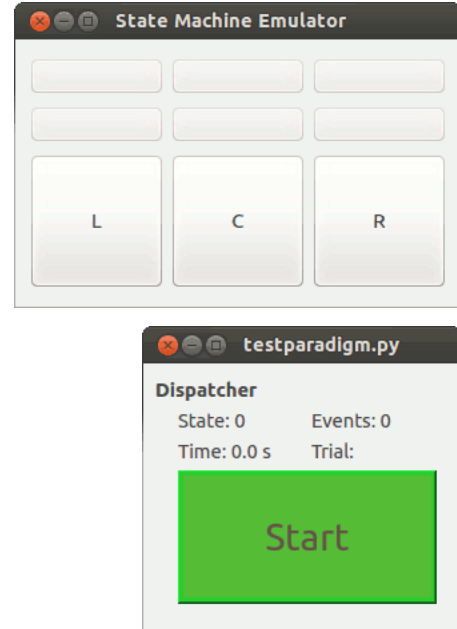 State Machine Emulator
L C R
testparadigm.py
Dispatcher
State: 0 Events: 0
Time: 0.0 s Trial:
Start